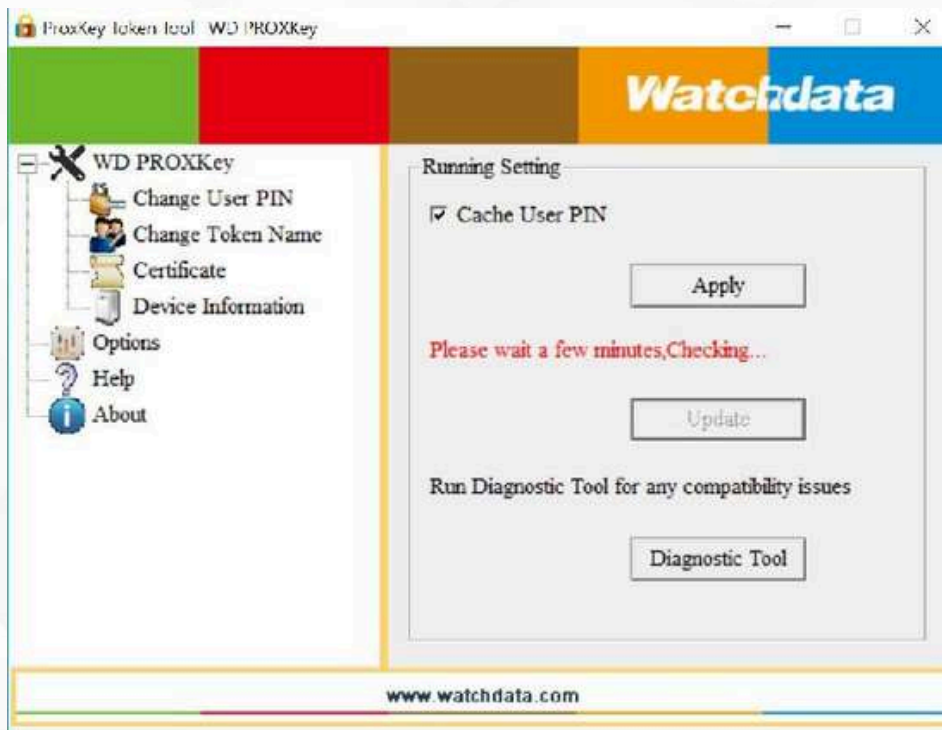 ProxKey Token Tool WD PROXKey
Watchdata
WD PROXKey
Change User PIN
Change Token Name
Certificate
Device Information
Options
Help
About
Running Setting
Cache User PIN
Apply
Please wait a few minutes,Checking...
Update
Run Diagnostic Tool for any compatibility issues
Diagnostic Tool
www.watchdata.com